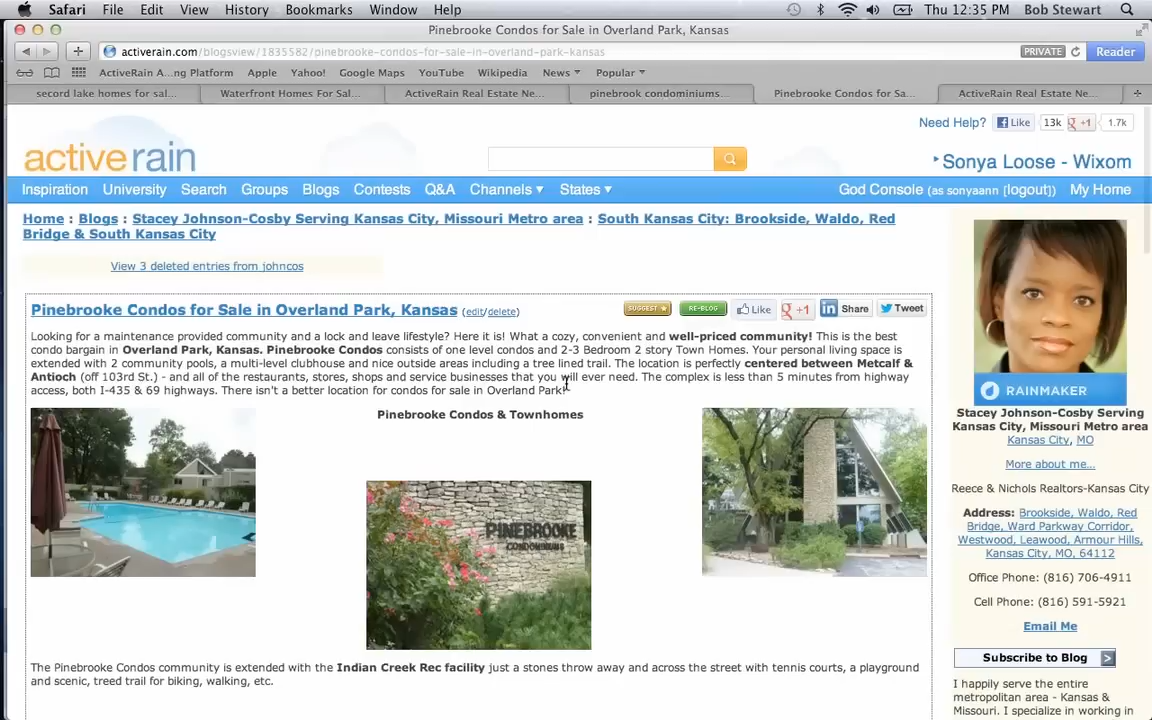 Safari File Edit View History Bookmarks Window Help Thu 12:35 PM Bob Stewart
Pinebrooke Condos for Sale in Overland Park, Kansas
activerain.com/blogsview/1835582/pinebrooke-condos-for-sale-in-overland-park-kansas PRIVATE Reader
ActiveRain A...ng Platform Apple Yahoo! Google Maps YouTube Wikipedia News Popular
secord lake homes for sal... Waterfront Homes For Sal... ActiveRain Real Estate Ne... pinebrook condominiums... Pinebrooke Condos for Sa... ActiveRain Real Estate Ne...
Need Help? Like 13k +1 1.7k
activerain
Sonya Loose - Wixom
Inspiration University Search Groups Blogs Contests Q&A Channels States God Console (as sonyaann [logout]) My Home
Home : Blogs : Stacey Johnson-Cosby Serving Kansas City, Missouri Metro area : South Kansas City: Brookside, Waldo, Red
Bridge & South Kansas City
View 3 deleted entries from johncos
Pinebrooke Condos for Sale in Overland Park, Kansas (edit/delete) SUGGEST RE-BLOG Like +1 Share Tweet
Looking for a maintenance provided community and a lock and leave lifestyle? Here it is! What a cozy, convenient and well-priced community! This is the best
condo bargain in Overland Park, Kansas. Pinebrooke Condos consists of one level condos and 2-3 Bedroom 2 story Town Homes. Your personal living space is
extended with 2 community pools, a multi-level clubhouse and nice outside areas including a tree lined trail. The location is perfectly centered between Metcalf &
Antioch (off 103rd St.) - and all of the restaurants, stores, shops and service businesses that you will ever need. The complex is less than 5 minutes from highway
access, both I-435 & 69 highways. There isn't a better location for condos for sale in Overland Park!
Pinebrooke Condos & Townhomes
PINEBROOKE
CONDOMINIUMS
The Pinebrooke Condos community is extended with the Indian Creek Rec facility just a stones throw away and across the street with tennis courts, a playground
and scenic, treed trail for biking, walking, etc.
RAINMAKER
Stacey Johnson-Cosby Serving
Kansas City, Missouri Metro area
Kansas City, MO
More about me...
Reece & Nichols Realtors-Kansas City
Address: Brookside, Waldo, Red
Bridge, Ward Parkway Corridor,
Westwood, Leawood, Armour Hills,
Kansas City, MO, 64112
Office Phone: (816) 706-4911
Cell Phone: (816) 591-5921
Email Me
Subscribe to Blog >
I happily serve the entire
metropolitan area - Kansas &
Missouri. I specialize in working in